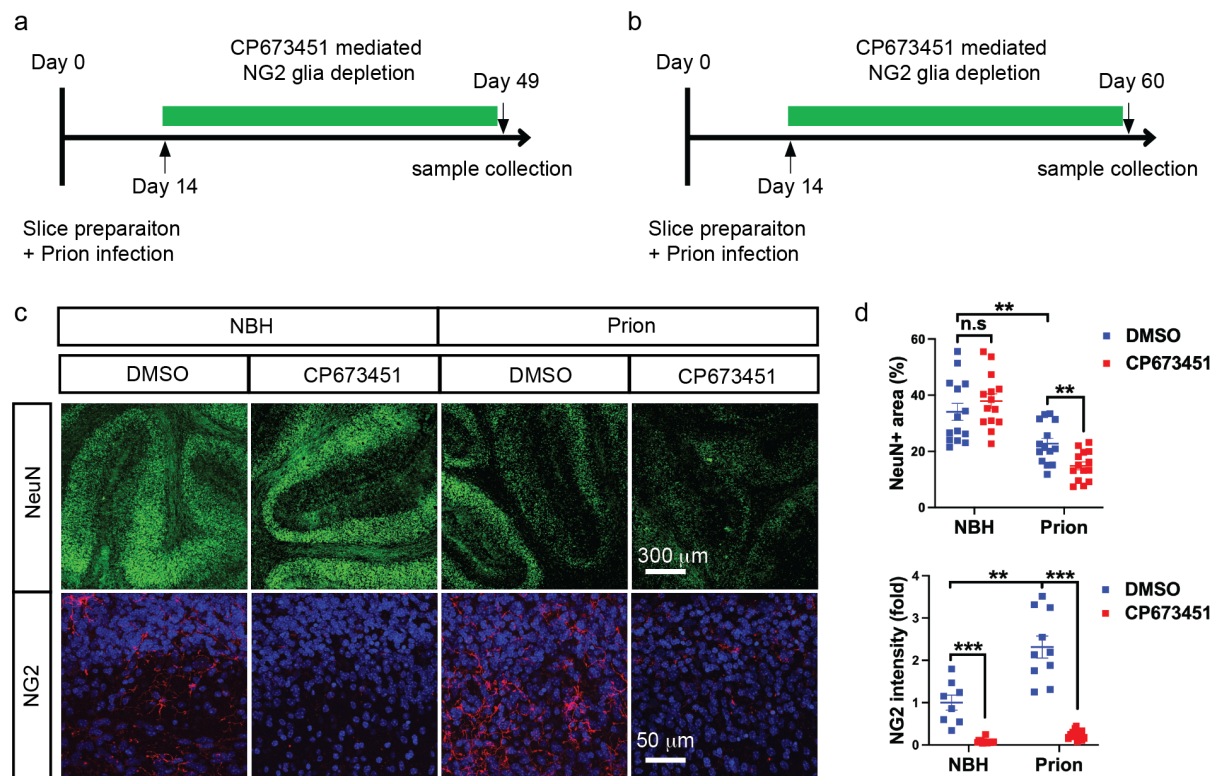 a
CP673451 mediated
NG2 glia depletion
Day 0
Day 49
Day 14
sample collection
Slice preparaiton
+ Prion infection
b
CP673451 mediated
NG2 glia depletion
Day 0
Day 60
Day 14
sample collection
Slice preparaiton
+ Prion infection
c
NBH
Prion
DMSO
CP673451
DMSO
CP673451
NeuN
300 μm
NG2
50 μm
d
**
n.s
**
DMSO
CP673451
NeuN+ area (%)
60
40
20
0
NBH
Prion
**
***
***
DMSO
CP673451
NG2 intensity (fold)
4
3
2
1
0
NBH
Prion